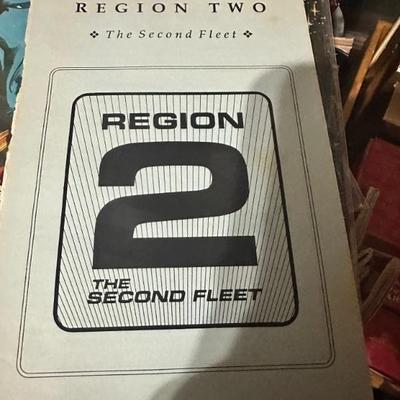 REGION TWO
❖ The Second Fleet ❖
REGION
2
THE
SECOND FLEET